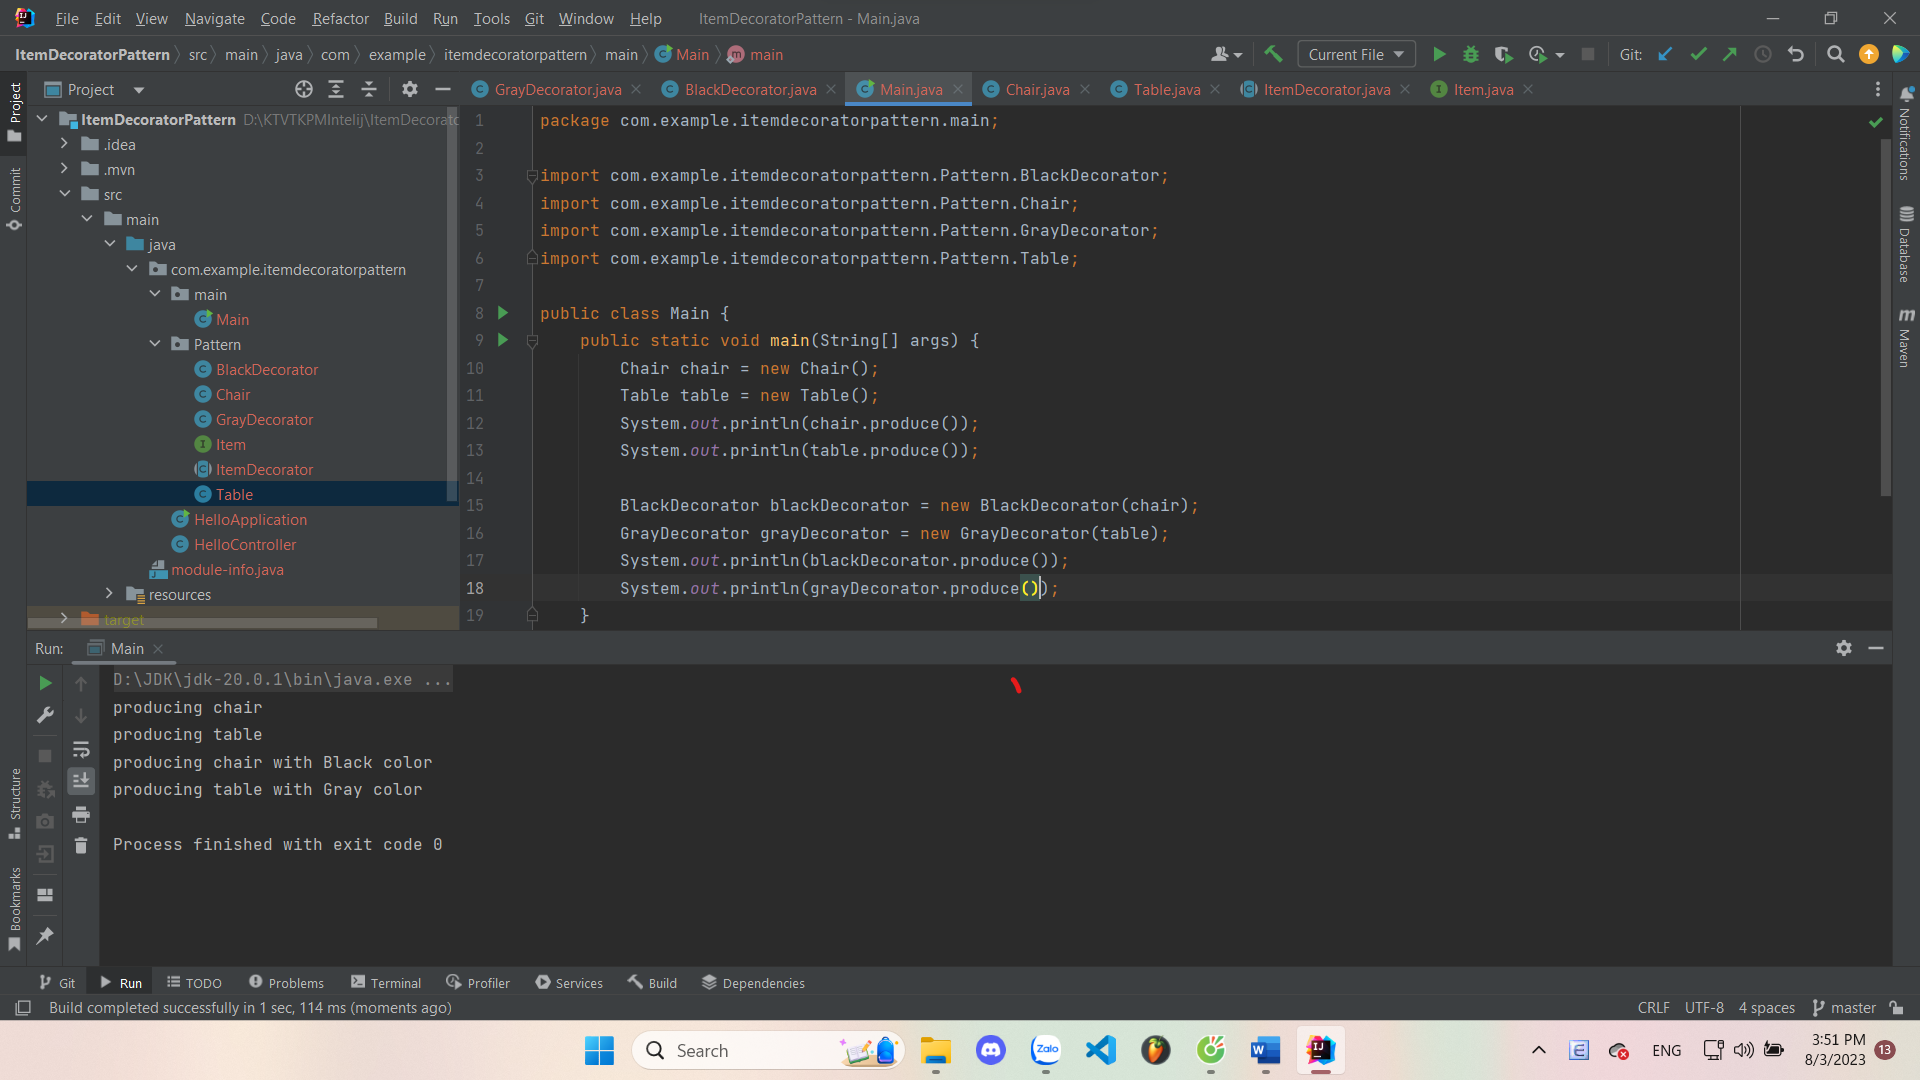 File Edit View Navigate Code Refactor Build Run Tools Git Window Help ItemDecoratorPattern - Main.java
ItemDecoratorPattern src main java com example itemdecoratorpattern main Main main Current File Git:
Project
GrayDecorator.java BlackDecorator.java Main.java Chair.java Table.java ItemDecorator.java Item.java
Project
Commit
Structure
Bookmarks
ItemDecoratorPattern D:\KTVTKPMIntelij\ItemDecorato
.idea
.mvn
src
main
java
com.example.itemdecoratorpattern
main
Main
Pattern
BlackDecorator
Chair
GrayDecorator
Item
ItemDecorator
Table
HelloApplication
HelloController
module-info.java
resources
target
1 package com.example.itemdecoratorpattern.main;
2
3 import com.example.itemdecoratorpattern.Pattern.BlackDecorator;
4 import com.example.itemdecoratorpattern.Pattern.Chair;
5 import com.example.itemdecoratorpattern.Pattern.GrayDecorator;
6 import com.example.itemdecoratorpattern.Pattern.Table;
7
8 public class Main {
9 public static void main(String[] args) {
10 Chair chair = new Chair();
11 Table table = new Table();
12 System.out.println(chair.produce());
13 System.out.println(table.produce());
14
15 BlackDecorator blackDecorator = new BlackDecorator(chair);
16 GrayDecorator grayDecorator = new GrayDecorator(table);
17 System.out.println(blackDecorator.produce());
18 System.out.println(grayDecorator.produce());
19 }
Notifications
Database
Maven
Run: Main
D:\JDK\jdk-20.0.1\bin\java.exe ...
producing chair
producing table
producing chair with Black color
producing table with Gray color
Process finished with exit code 0
Git Run TODO Problems Terminal Profiler Services Build Dependencies
Build completed successfully in 1 sec, 114 ms (moments ago) CRLF UTF-8 4 spaces master
Search Zalo ENG 3:51 PM
8/3/2023 13